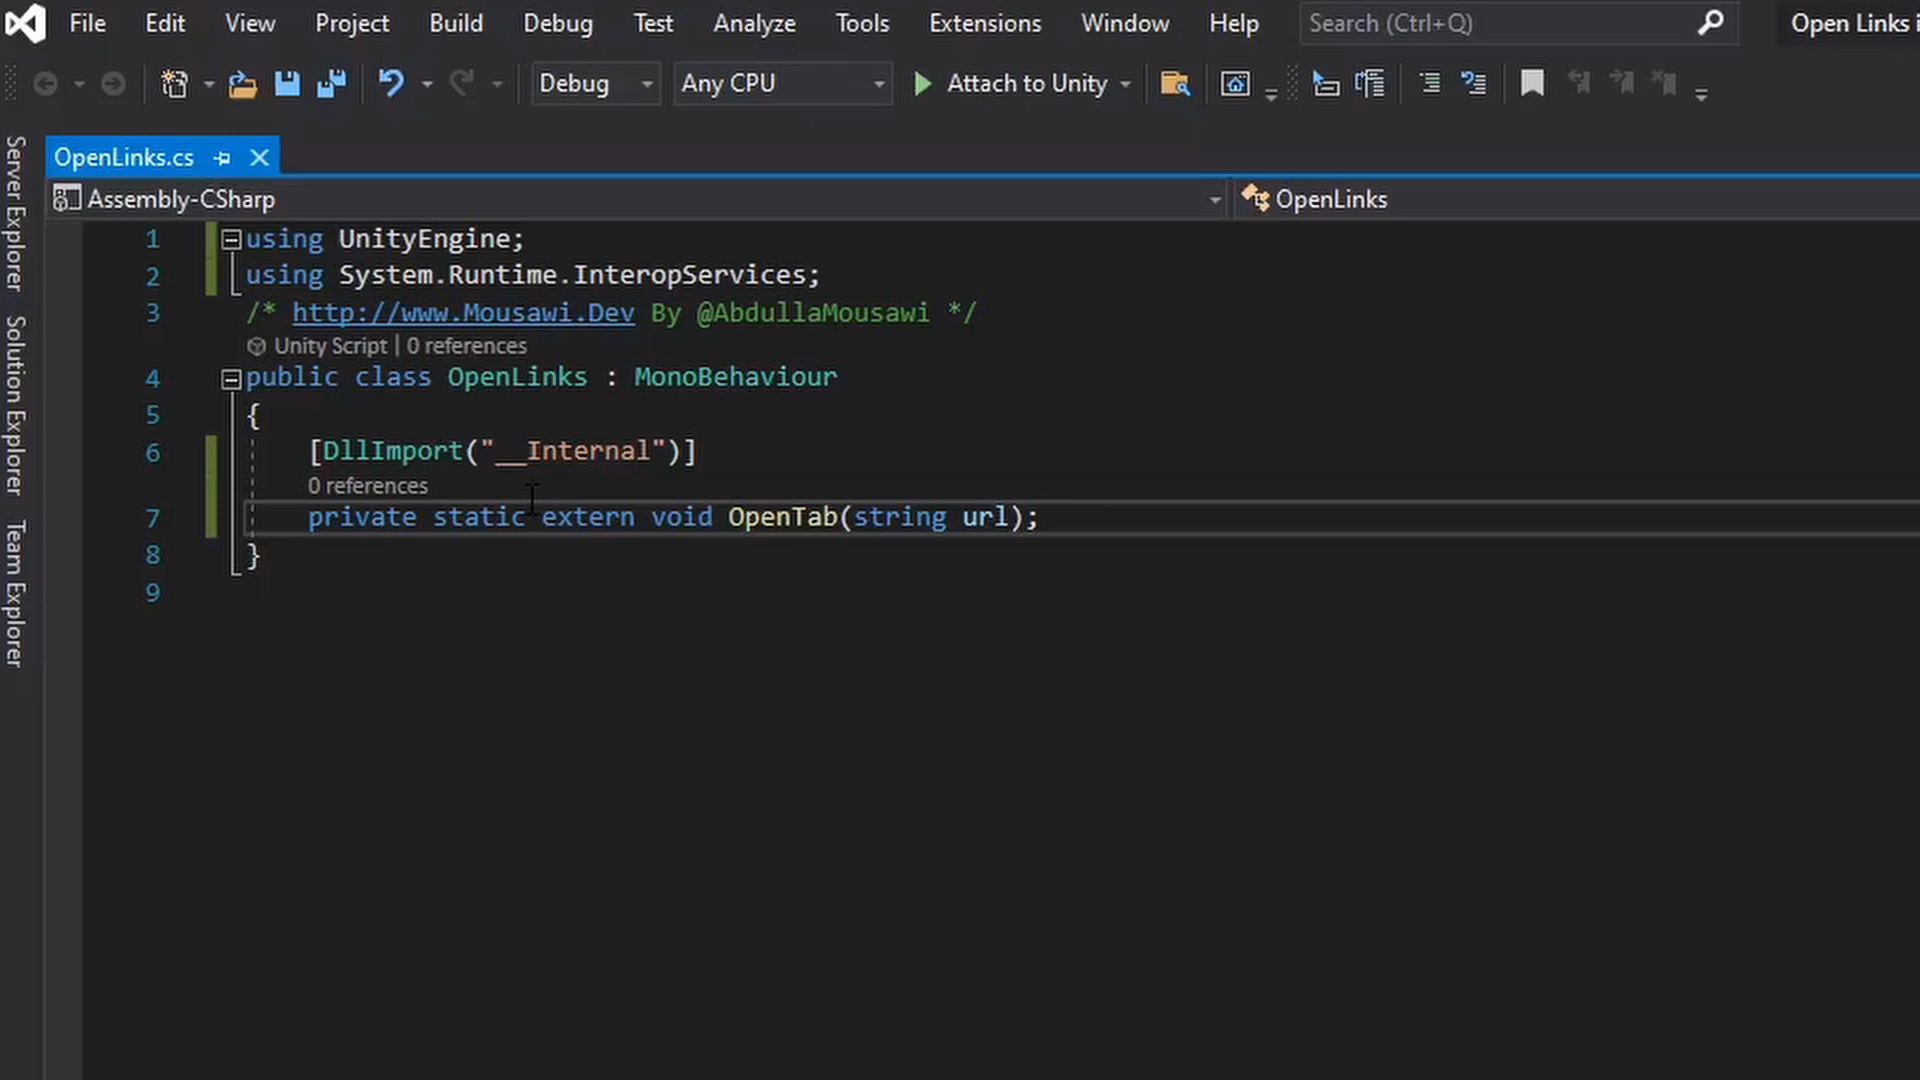 File Edit View Project Build Debug Test Analyze Tools Extensions Window Help Search (Ctrl+Q) Open Links
Debug Any CPU Attach to Unity
OpenLinks.cs
Assembly-CSharp OpenLinks
Server Explorer
Solution Explorer
Team Explorer
1 using UnityEngine;
2 using System.Runtime.InteropServices;
3 /* http://www.Mousawi.Dev By @AbdullaMousawi */
Unity Script | 0 references
4 public class OpenLinks : MonoBehaviour
5 {
6 [DllImport("__Internal")]
0 references
7 private static extern void OpenTab(string url);
8 }
9